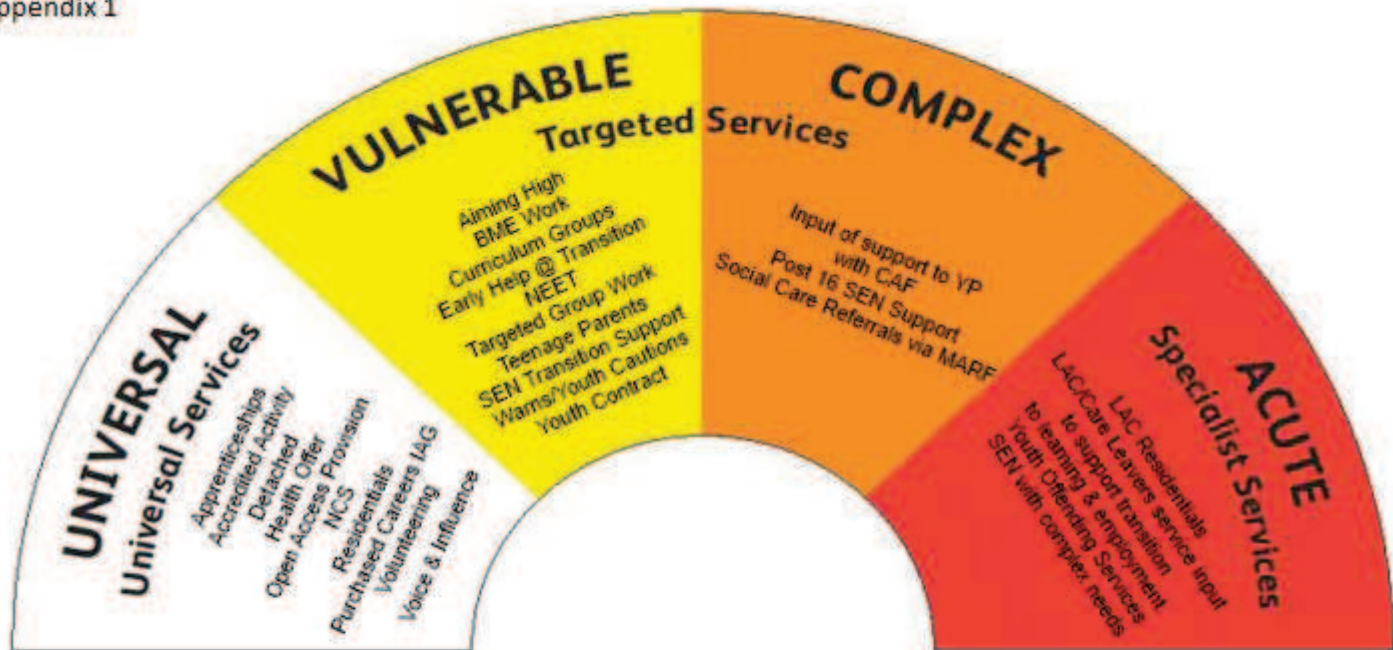 ppendix 1
UNIVERSAL
Universal Services
Apprenticeships
Accredited Activity
Detached
Health Offer
Open Access Provision
NCS
Residentials
Purchased Careers IAG
Volunteering
Voice & Influence
VULNERABLE
Targeted Services
Aiming High
BME Work
Curriculum Groups
Early Help @ Transition
NEET
Targeted Group Work
Teenage Parents
SEN Transition Support
Warns/Youth Cautions
Youth Contract
COMPLEX
Input of support to YP
with CAF
Post 16 SEN Support
Social Care Referrals via MARF
ACUTE
Specialist Services
LAC Residentials
LAC/Care Leavers service input
to support transition
to learning & employment
Youth Offending Services
SEN with complex needs